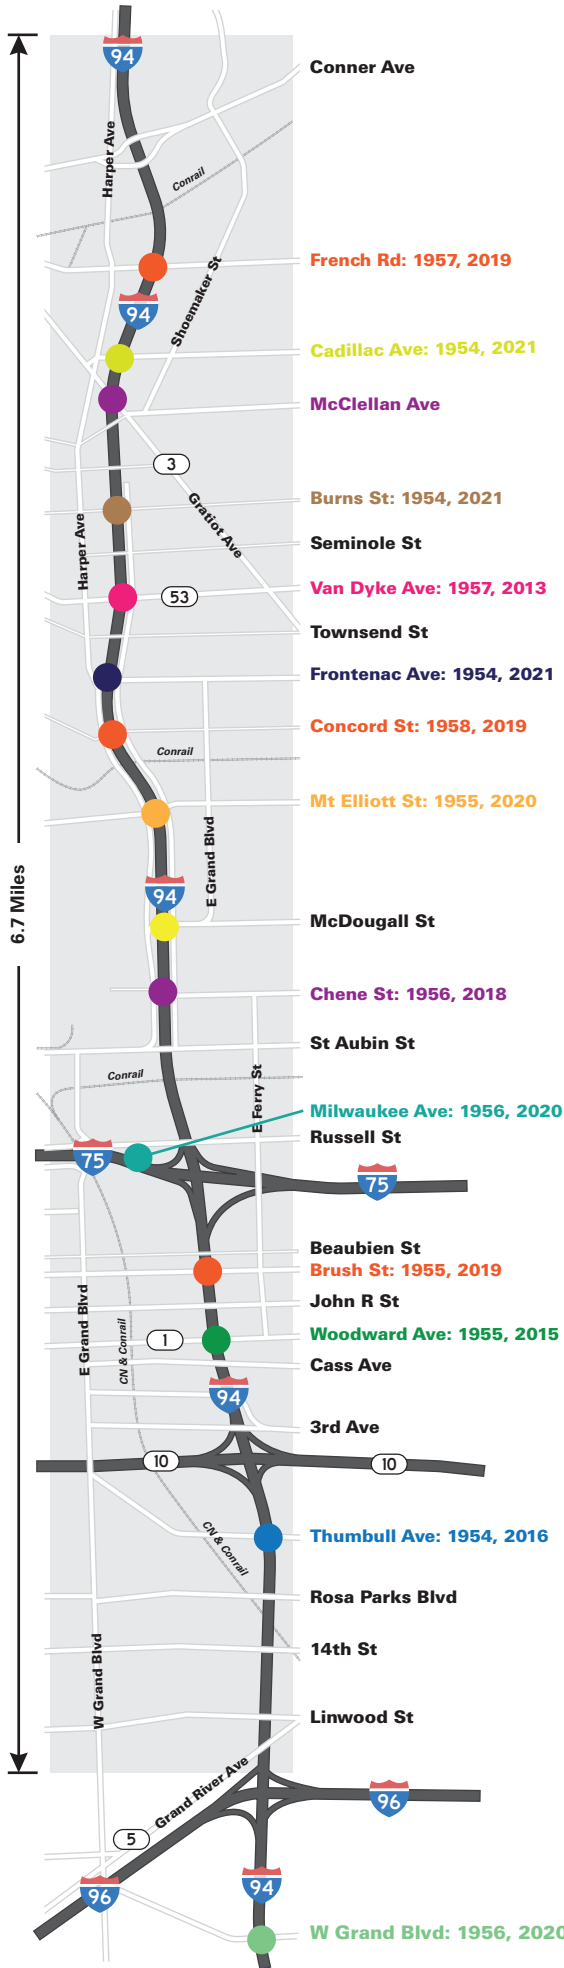 94
Conner Ave
Harper Ave
Conrail
French Rd: 1957, 2019
Shoemaker St
94
Cadillac Ave: 1954, 2021
McClellan Ave
3
Burns St: 1954, 2021
Gratiot Ave
Harper Ave
Seminole St
53
Van Dyke Ave: 1957, 2013
Townsend St
Frontenac Ave: 1954, 2021
Concord St: 1958, 2019
Conrail
Mt Elliott St: 1955, 2020
E Grand Blvd
6.7 Miles
94
McDougall St
Chene St: 1956, 2018
St Aubin St
Conrail
E Ferry St
Milwaukee Ave: 1956, 2020
Russell St
75
75
Beaubien St
Brush St: 1955, 2019
John R St
E Grand Blvd
CN & Conrail
1
Woodward Ave: 1955, 2015
Cass Ave
94
3rd Ave
10
10
Thumbull Ave: 1954, 2016
CN & Conrail
Rosa Parks Blvd
14th St
W Grand Blvd
Linwood St
Grand River Ave
96
5
96
94
W Grand Blvd: 1956, 2020